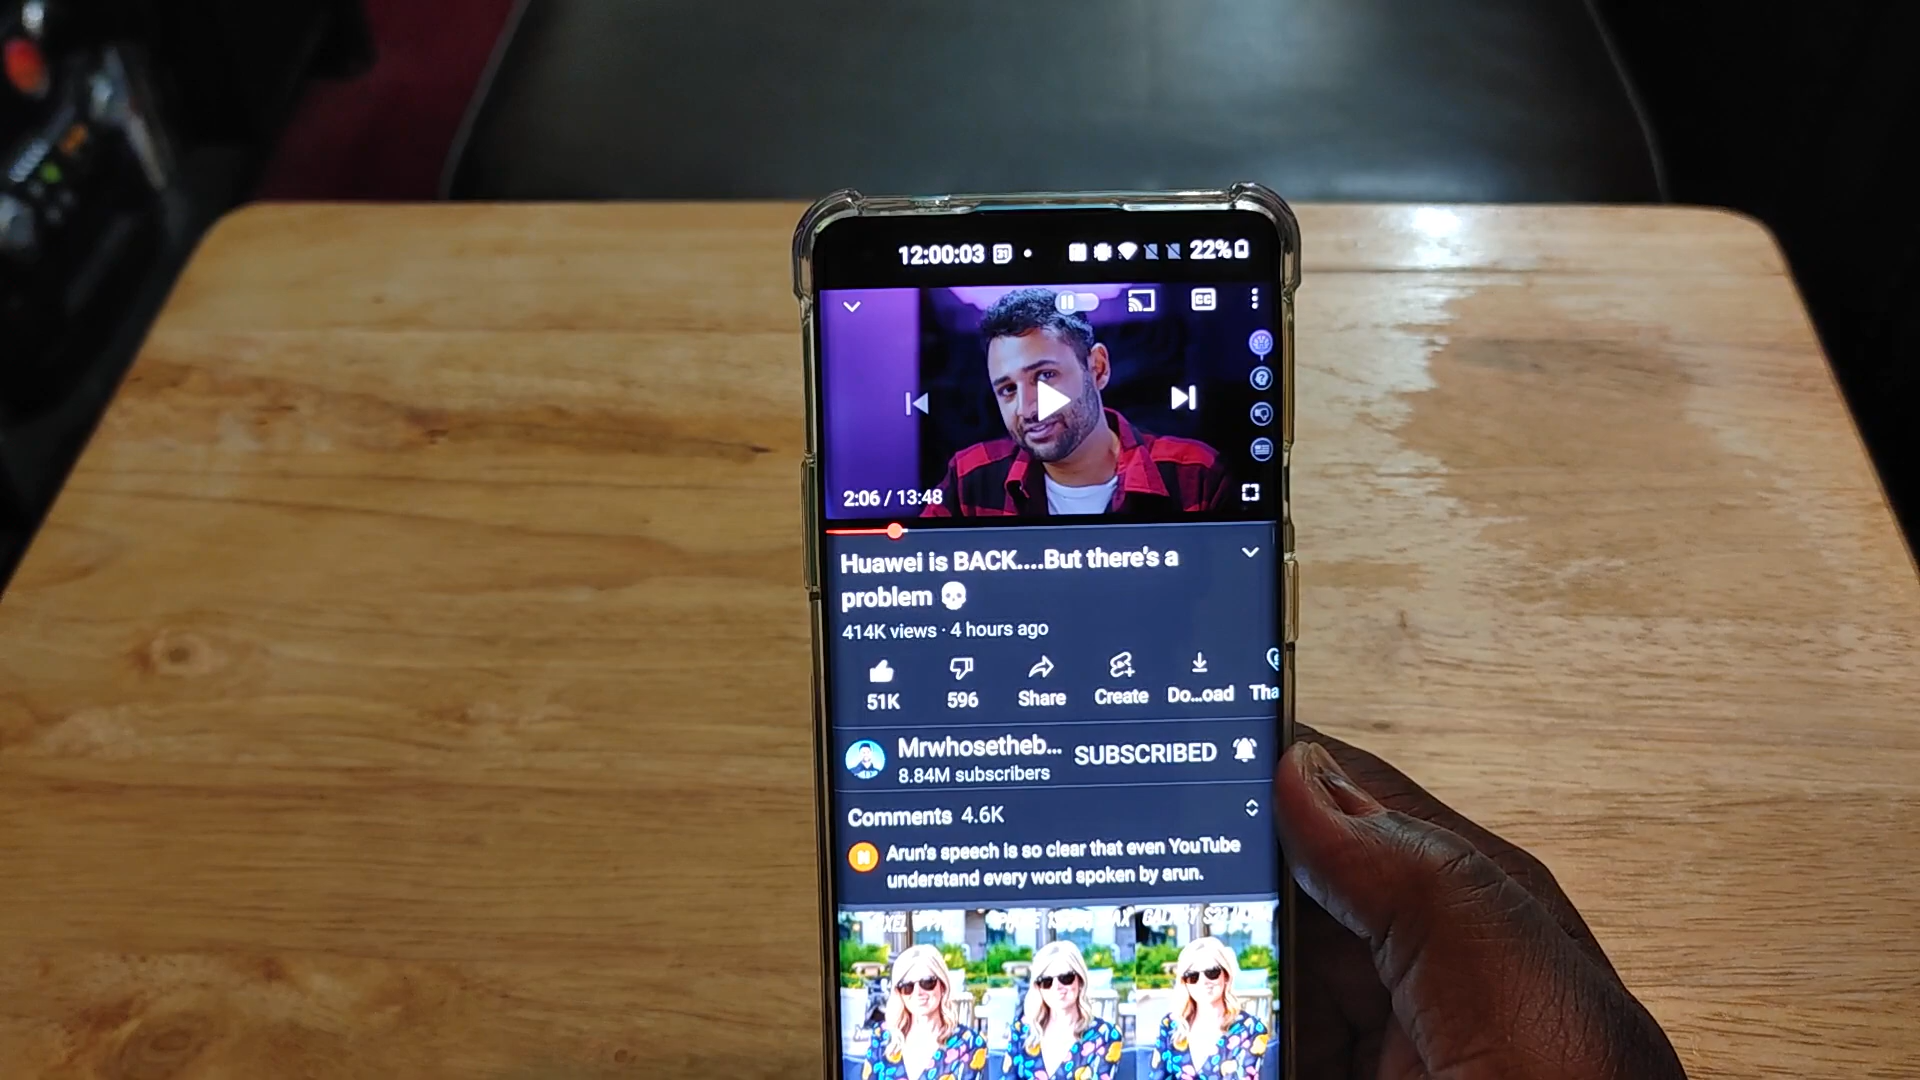 12:00:03 31 22%
CC
2:06 / 13:48
Huawei is BACK....But there's a
problem 💀
414K views · 4 hours ago
51K 596 Share Create Do...oad Tha
Mrwhosetheb... SUBSCRIBED
8.84M subscribers
Comments 4.6K
N Arun's speech is so clear that even YouTube
understand every word spoken by arun.